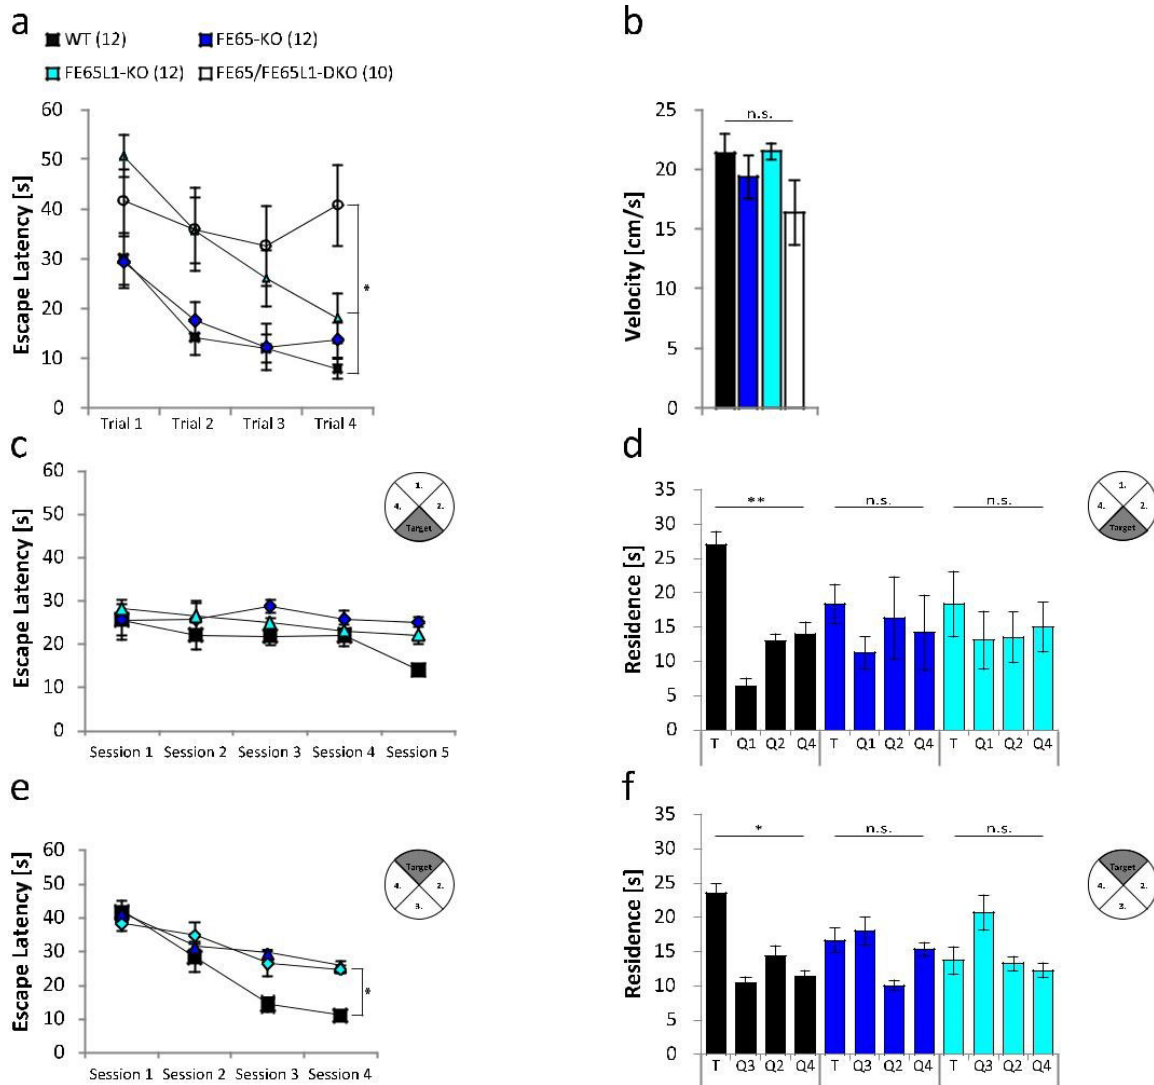 a
WT (12) FE65-KO (12)
FE65L1-KO (12) FE65/FE65L1-DKO (10)
Escape Latency [s]
60
50
40
30
20
10
0
*
Trial 1 Trial 2 Trial 3 Trial 4
b
Velocity [cm/s]
25
20
15
10
5
0
n.s.
c
Escape Latency [s]
60
50
40
30
20
10
0
1.
4. 2.
Target
Session 1 Session 2 Session 3 Session 4 Session 5
d
Residence [s]
35
30
25
20
15
10
5
0
** n.s. n.s.
1.
4. 2.
Target
T Q1 Q2 Q4 T Q1 Q2 Q4 T Q1 Q2 Q4
e
Escape Latency [s]
60
50
40
30
20
10
0
*
Target
4. 2.
3.
Session 1 Session 2 Session 3 Session 4
f
Residence [s]
35
30
25
20
15
10
5
0
* n.s. n.s.
Target
4. 2.
3.
T Q3 Q2 Q4 T Q3 Q2 Q4 T Q3 Q2 Q4